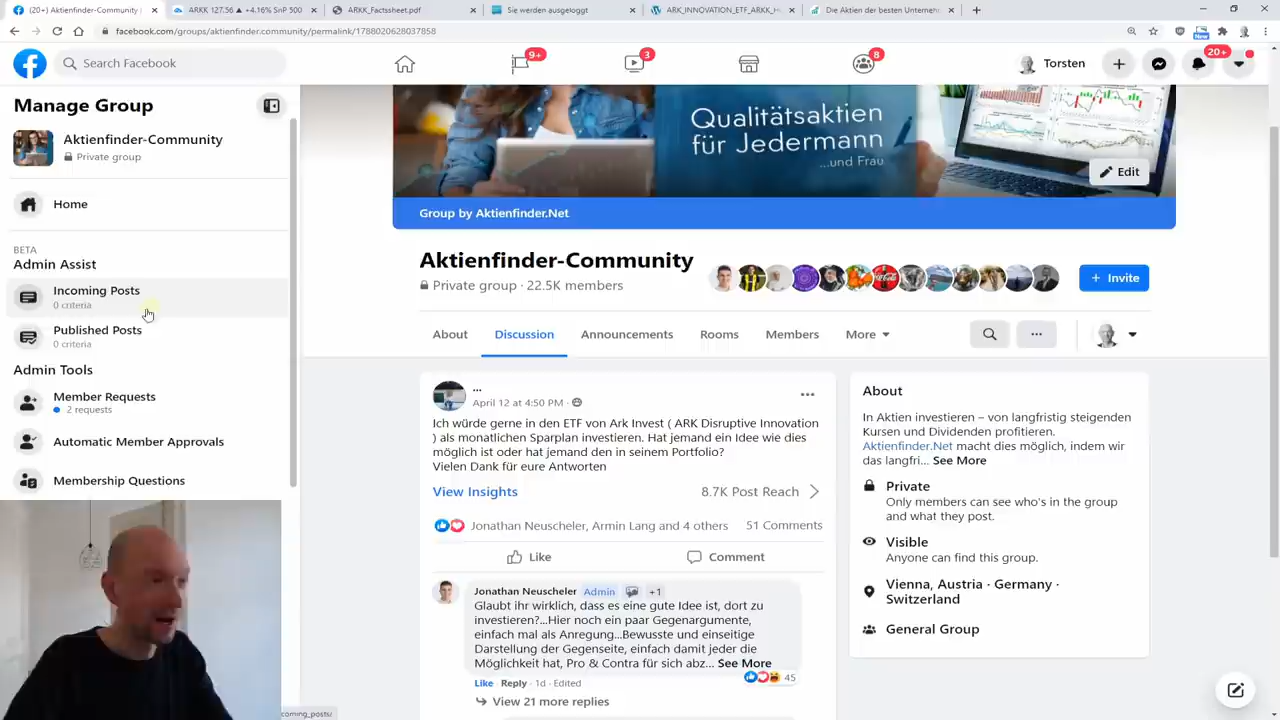 (20+) Aktienfinder-Community |
ARKK 127.56 ▲ +4.16% SnP 500
ARKK_Factssheet.pdf
Sie werden ausgeloggt
ARK_INNOVATION_ETF_ARKK_H
Die Aktien der besten Unterneh
facebook.com/groups/aktienfinder.community/permalink/1788020628037858
New
Search Facebook
9+
3
8
Torsten
20+
Manage Group
Aktienfinder-Community
Private group
Home
BETA
Admin Assist
Incoming Posts
0 criteria
Published Posts
0 criteria
Admin Tools
Member Requests
2 requests
Automatic Member Approvals
Membership Questions
coming_posts/
Qualitätsaktien
für Jedermann
...und Frau
Edit
Group by Aktienfinder.Net
Aktienfinder-Community
Private group · 22.5K members
+ Invite
About
Discussion
Announcements
Rooms
Members
More
...
April 12 at 4:50 PM ·
Ich würde gerne in den ETF von Ark Invest ( ARK Disruptive Innovation
) als monatlichen Sparplan investieren. Hat jemand ein Idee wie dies
möglich ist oder hat jemand den in seinem Portfolio?
Vielen Dank für eure Antworten
View Insights
8.7K Post Reach
Jonathan Neuscheler, Armin Lang and 4 others
51 Comments
Like
Comment
Jonathan Neuscheler Admin +1
Glaubt ihr wirklich, dass es eine gute Idee ist, dort zu
investieren?...Hier noch ein paar Gegenargumente,
einfach mal als Anregung...Bewusste und einseitige
Darstellung der Gegenseite, einfach damit jeder die
Möglichkeit hat, Pro & Contra für sich abz... See More
45
Like · Reply · 1d · Edited
View 21 more replies
About
In Aktien investieren – von langfristig steigenden
Kursen und Dividenden profitieren.
Aktienfinder.Net macht dies möglich, indem wir
das langfri... See More
Private
Only members can see who's in the group
and what they post.
Visible
Anyone can find this group.
Vienna, Austria · Germany ·
Switzerland
General Group